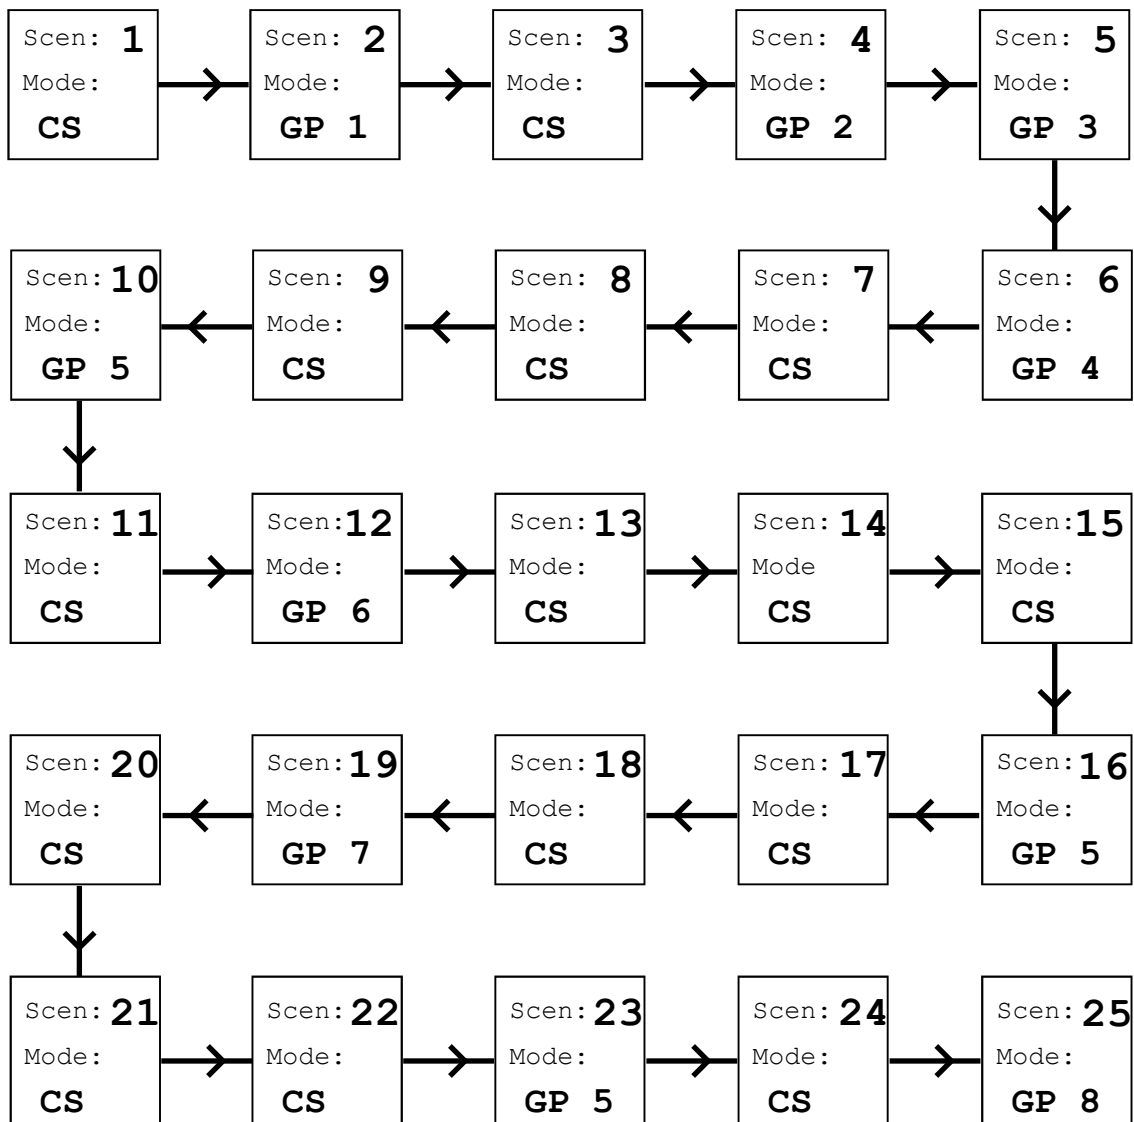 Scen: 1
Mode:
CS
Scen: 2
Mode:
GP 1
Scen: 3
Mode:
CS
Scen: 4
Mode:
GP 2
Scen: 5
Mode:
GP 3
Scen: 6
Mode:
GP 4
Scen: 7
Mode:
CS
Scen: 8
Mode:
CS
Scen: 9
Mode:
CS
Scen: 10
Mode:
GP 5
Scen: 11
Mode:
CS
Scen: 12
Mode:
GP 6
Scen: 13
Mode:
CS
Scen: 14
Mode
CS
Scen: 15
Mode:
CS
Scen: 16
Mode:
GP 5
Scen: 17
Mode:
CS
Scen: 18
Mode:
CS
Scen: 19
Mode:
GP 7
Scen: 20
Mode:
CS
Scen: 21
Mode:
CS
Scen: 22
Mode:
CS
Scen: 23
Mode:
GP 5
Scen: 24
Mode:
CS
Scen: 25
Mode:
GP 8